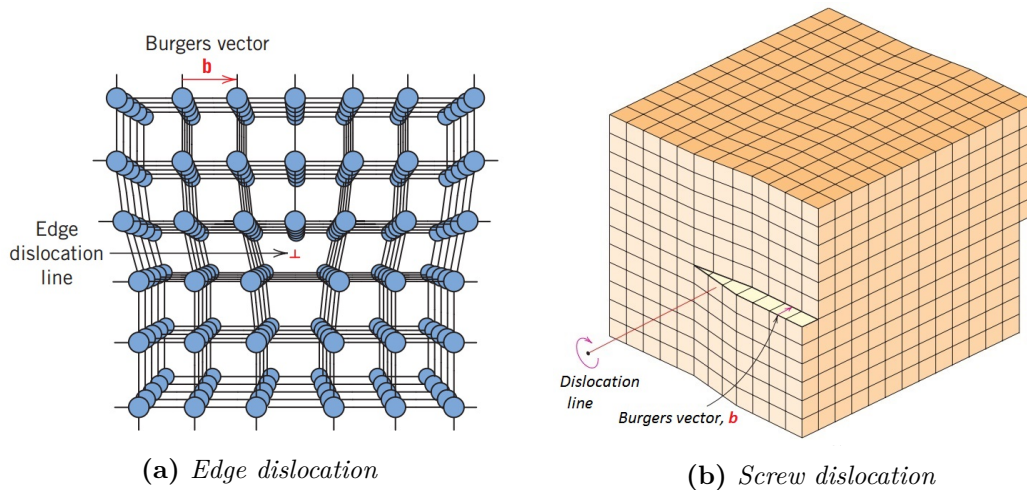 Burgers vector
b
Edge
dislocation
line
⊥
(a) Edge dislocation
Dislocation
line
Burgers vector, b
(b) Screw dislocation